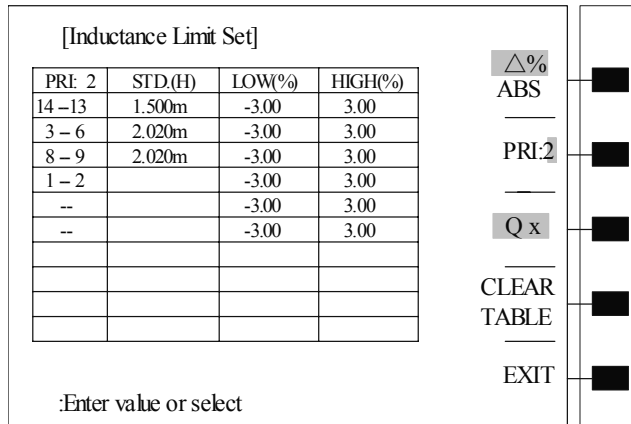 [Inductance Limit Set]
PRI: 2 STD.(H) LOW(%) HIGH(%)
14 – 13 1.500m -3.00 3.00
3 – 6 2.020m -3.00 3.00
8 – 9 2.020m -3.00 3.00
1 – 2 -3.00 3.00
-- -3.00 3.00
-- -3.00 3.00
:Enter value or select
△%
ABS
PRI:2
Q x
CLEAR
TABLE
EXIT